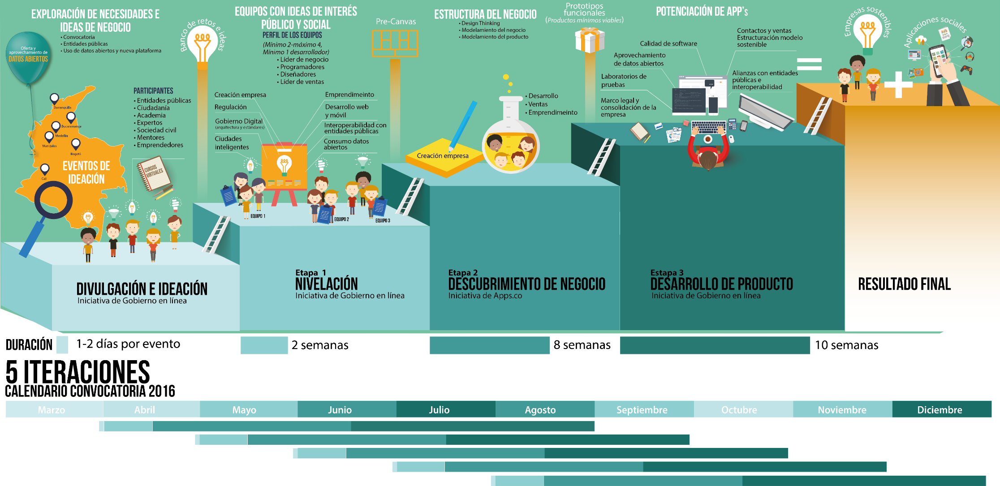 EXPLORACIÓN DE NECESIDADES E
IDEAS DE NEGOCIO
• Convocatoria
• Entidades públicas
• Uso de datos abiertos y nueva plataforma
Oferta y
aprovechamiento de
DATOS ABIERTOS
Barranquilla
Bucaramanga
Medellín
Manizales
Bogotá
Cali
EVENTOS DE
IDEACIÓN
PARTICIPANTES
• Entidades públicas
• Ciudadanía
• Academia
• Expertos
• Sociedad civil
• Mentores
• Emprendedores
CURSOS
VIRTUALES
Banco de retos e ideas
EQUIPOS CON IDEAS DE INTERÉS
PÚBLICO Y SOCIAL
PERFIL DE LOS EQUIPOS
(Mínimo 2-máximo 4,
Mínimo 1 desarrollador)
• Líder de negocio
• Programadores
• Diseñadores
• Líder de ventas
Creación empresa
Regulación
Gobierno Digital
(arquitectura y estándares)
Ciudades
inteligentes
Emprendimeinto
Desarrollo web
y móvil
Interoperabilidad con
entidades públicas
Consumo datos
abiertos
EQUIPO 1
EQUIPO 2
EQUIPO 3
Pre-Canvas
ESTRUCTURA DEL NEGOCIO
• Design Thinking
• Modelamiento del negocio
• Modelamiento del producto
Creación empresa
• Desarrollo
• Ventas
• Emprendimeinto
Prototipos
funcionales
(Productos mínimos viables)
POTENCIACIÓN DE APP's
Calidad de software
Aprovechamiento
de datos abiertos
Laboratorios de
pruebas
Marco legal y
consolidación de la
empresa
Contactos y ventas
Estructuración modelo
sostenible
Alianzas con entidades
públicas e
interoperabilidad
=
Empresas sostenibles
+
Aplicaciones sociales
DIVULGACIÓN E IDEACIÓN
Iniciativa de Gobierno en línea
Etapa 1
NIVELACIÓN
Iniciativa de Gobierno en línea
Etapa 2
DESCUBRIMIENTO DE NEGOCIO
Iniciativa de Apps.co
Estapa 3
DESARROLLO DE PRODUCTO
Iniciativa de Gobierno en línea
RESULTADO FINAL
DURACIÓN
1-2 días por evento
2 semanas
8 semanas
10 semanas
5 ITERACIONES
CALENDARIO CONVOCATORIA 2016
Marzo
Abril
Mayo
Junio
Julio
Agosto
Septiembre
Octubre
Noviembre
Diciembre